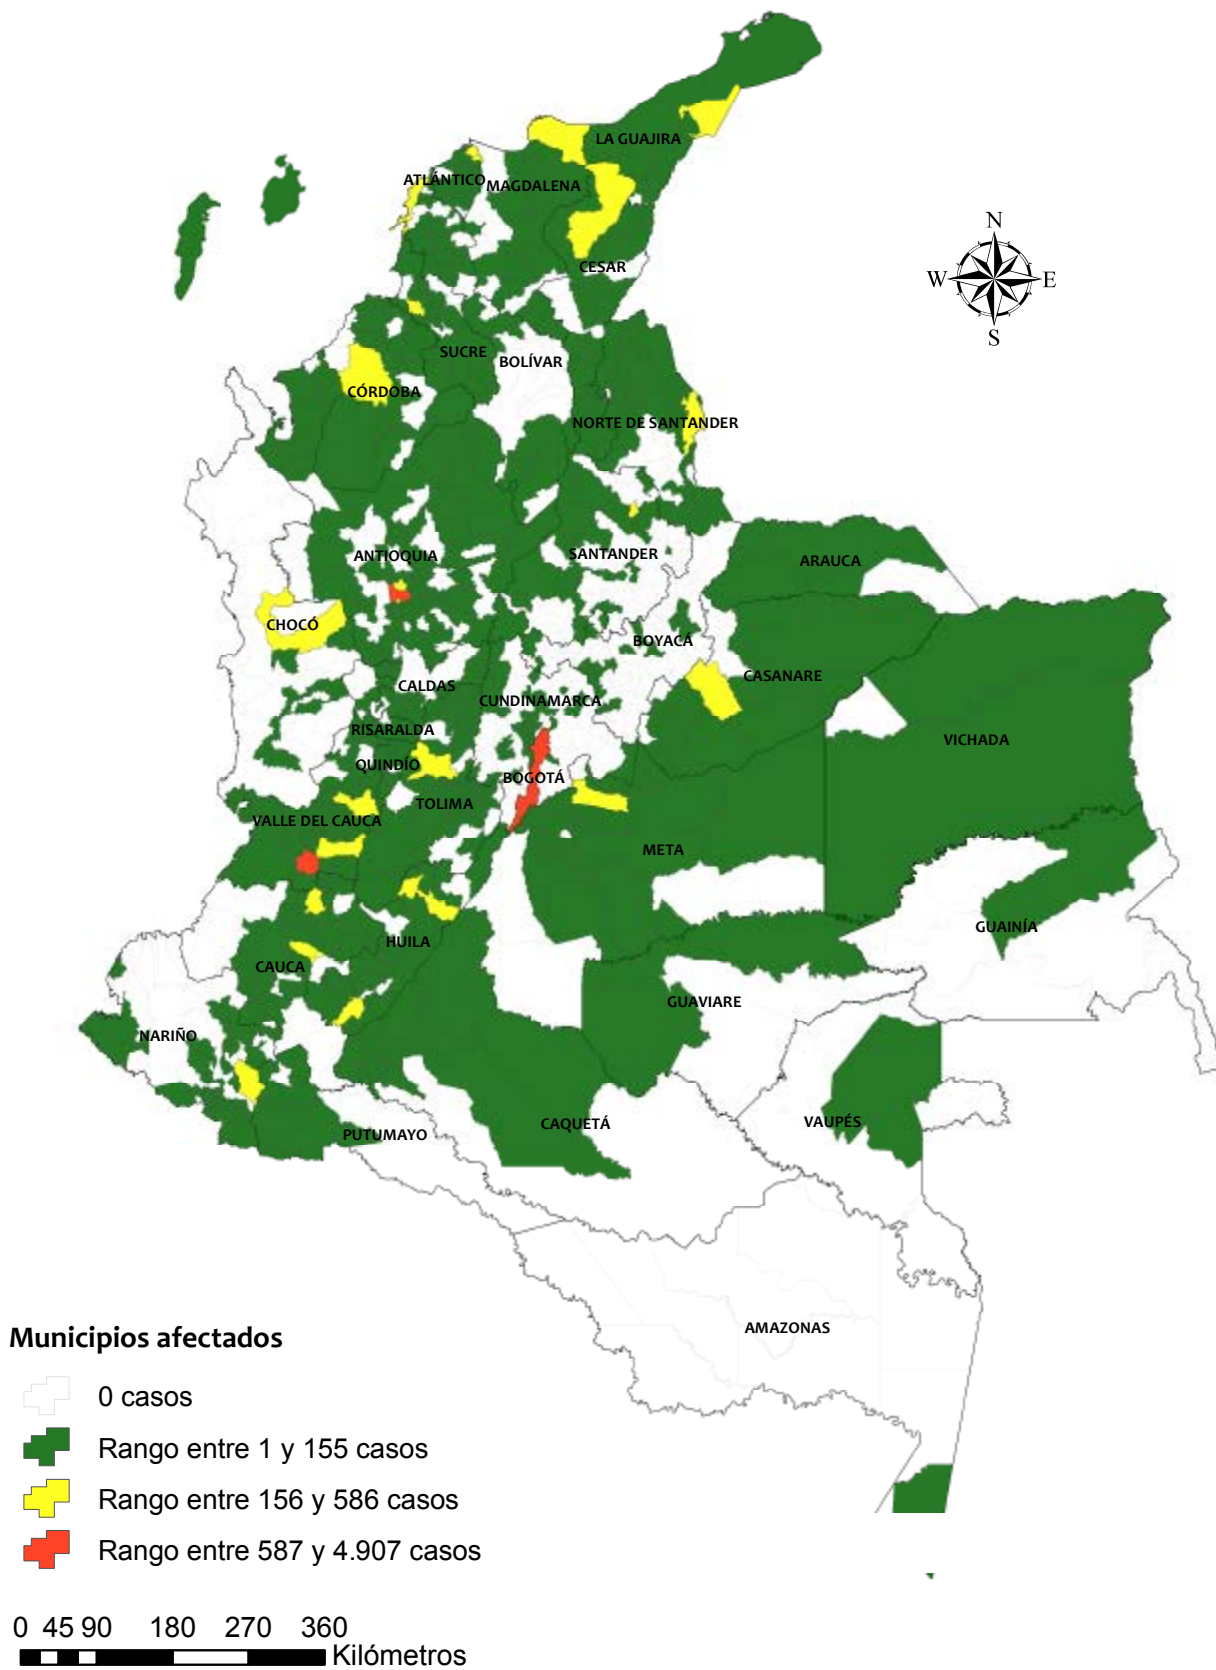 LA GUAJIRA
ATLÁNTICO
MAGDALENA
CESAR
N
W E
S
SUCRE
BOLÍVAR
CÓRDOBA
NORTE DE SANTANDER
ANTIOQUIA
SANTANDER
ARAUCA
CHOCÓ
BOYACÁ
CALDAS
CASANARE
CUNDINAMARCA
RISARALDA
VICHADA
QUINDÍO
BOGOTÁ
TOLIMA
VALLE DEL CAUCA
META
GUAINÍA
HUILA
CAUCA
GUAVIARE
NARIÑO
CAQUETÁ
VAUPÉS
PUTUMAYO
AMAZONAS
Municipios afectados
0 casos
Rango entre 1 y 155 casos
Rango entre 156 y 586 casos
Rango entre 587 y 4.907 casos
0 45 90 180 270 360
Kilómetros